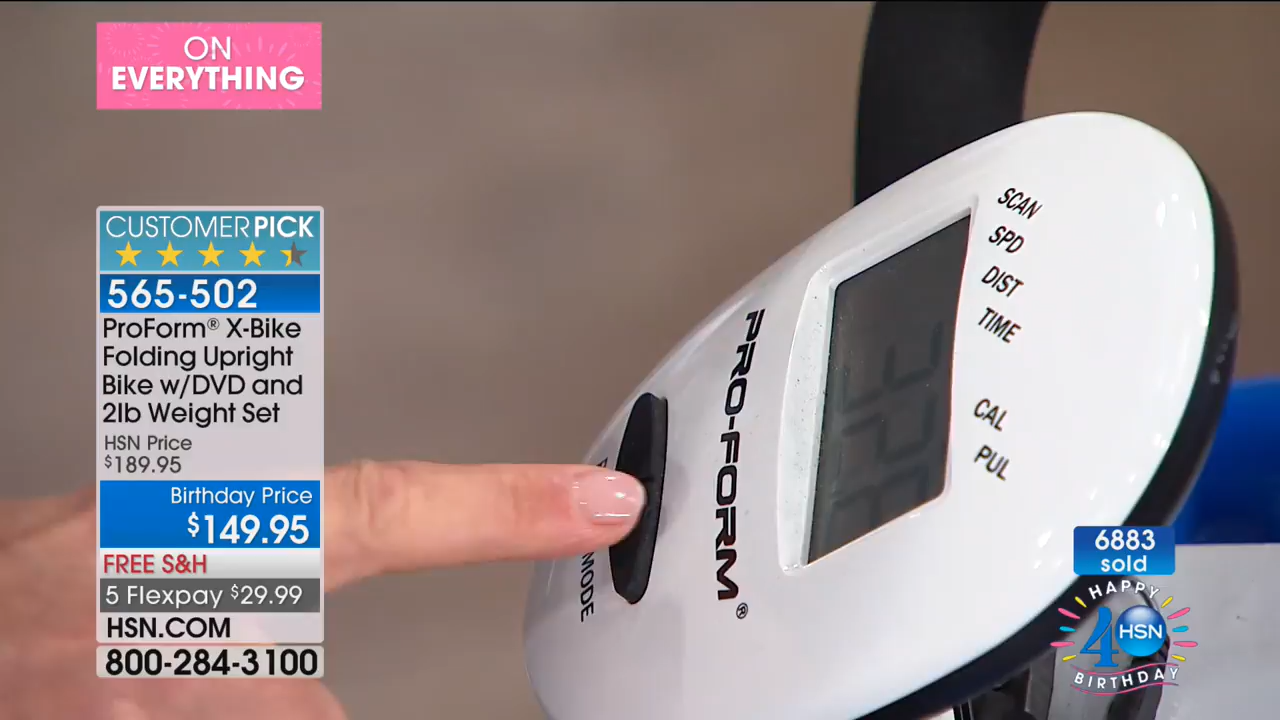 ON
EVERYTHING
CUSTOMER PICK
565-502
ProForm® X-Bike
Folding Upright
Bike w/DVD and
2lb Weight Set
HSN Price
$189.95
Birthday Price
$149.95
FREE S&H
5 Flexpay $29.99
HSN.COM
800-284-3100
SCAN
SPD
DIST
TIME
CAL
PUL
PRO-FORM®
MODE
6883
sold
HAPPY
40
HSN
BIRTHDAY